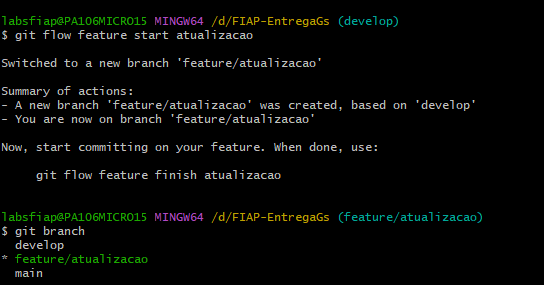 labsfiap@PA106MICRO15 MINGW64 /d/FIAP-EntregaGs (develop)
$ git flow feature start atualizacao
Switched to a new branch 'feature/atualizacao'
Summary of actions:
- A new branch 'feature/atualizacao' was created, based on 'develop'
- You are now on branch 'feature/atualizacao'
Now, start committing on your feature. When done, use:
git flow feature finish atualizacao
labsfiap@PA106MICRO15 MINGW64 /d/FIAP-EntregaGs (feature/atualizacao)
$ git branch
develop
* feature/atualizacao
main